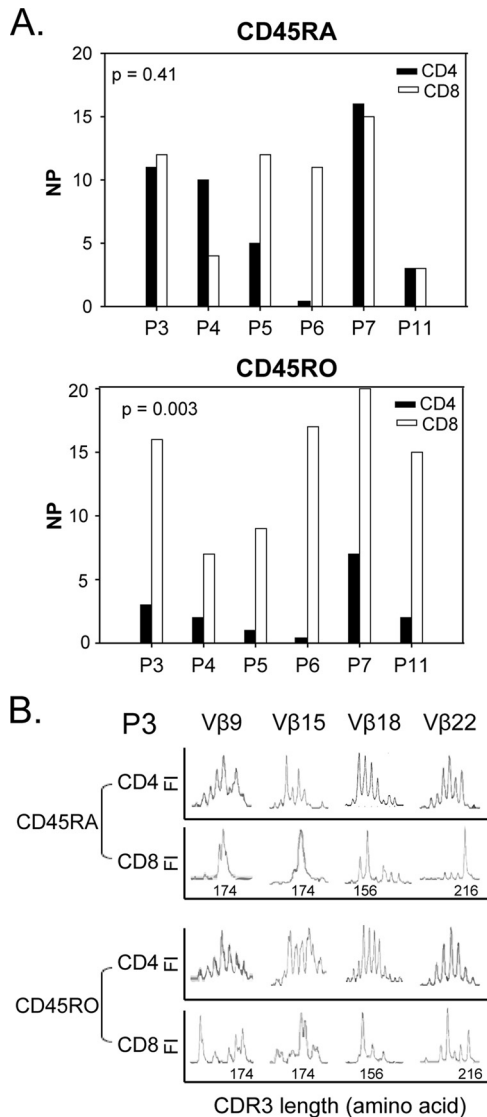 A.
CD45RA
20
p = 0.41
CD4
CD8
15
NP
10
5
0
P3 P4 P5 P6 P7 P11
CD45RO
20
p = 0.003
CD4
CD8
15
NP
10
5
0
P3 P4 P5 P6 P7 P11
B.
P3 Vβ9 Vβ15 Vβ18 Vβ22
CD4 FI
CD45RA
CD8 FI
174 174 156 216
CD4 FI
CD45RO
CD8 FI
174 174 156 216
CDR3 length (amino acid)